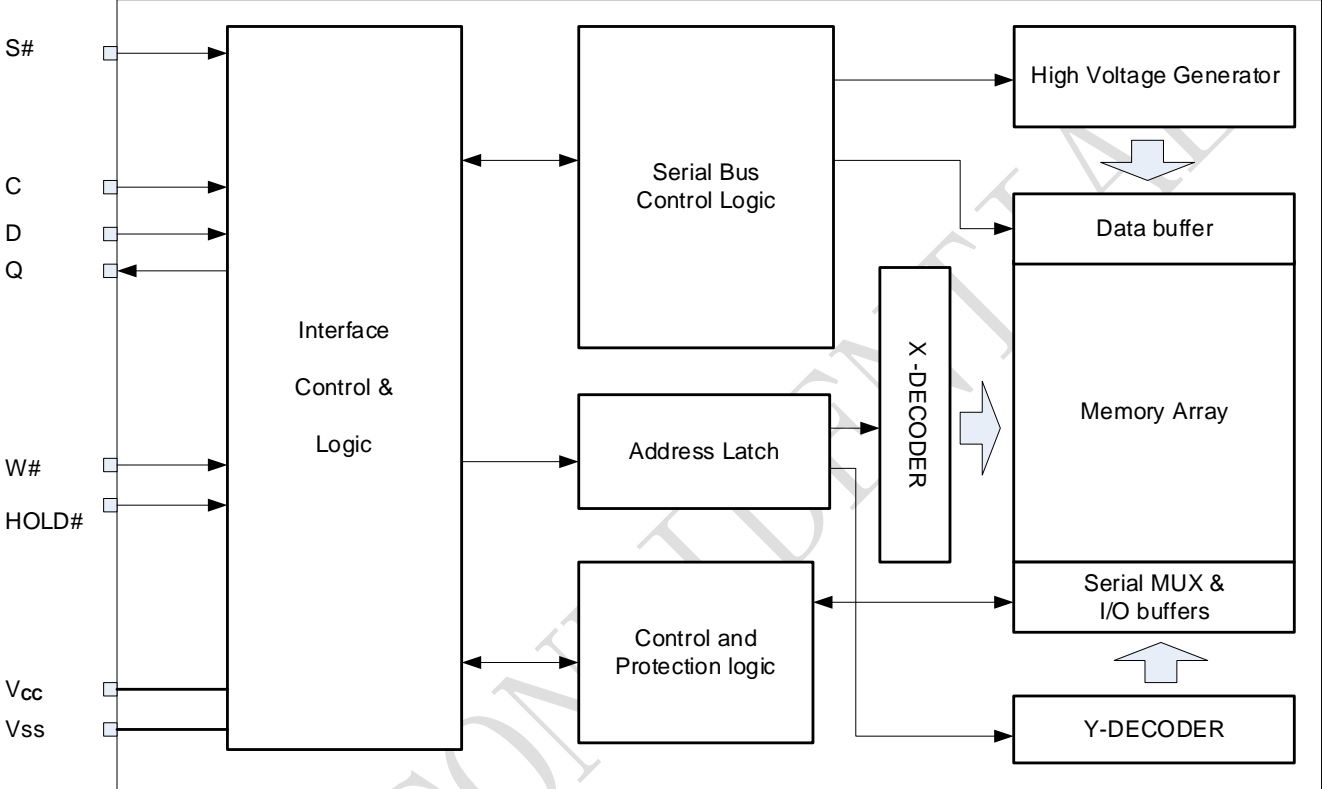 S#
C
D
Q
W#
HOLD#
Vcc
Vss
Interface
Control &
Logic
Serial Bus
Control Logic
Address Latch
Control and
Protection logic
X -DECODER
High Voltage Generator
Data buffer
Memory Array
Serial MUX &
I/O buffers
Y-DECODER
CONFIDENTIAL